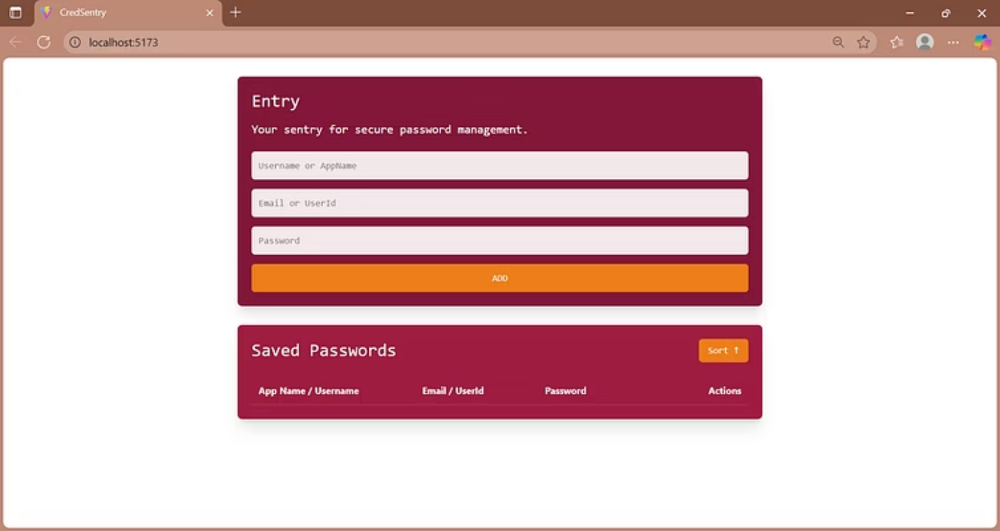 CredSentry
localhost:5173
Entry
Your sentry for secure password management.
Username or AppName
Email or UserId
Password
ADD
Saved Passwords
Sort ↑
App Name / Username Email / UserId Password Actions